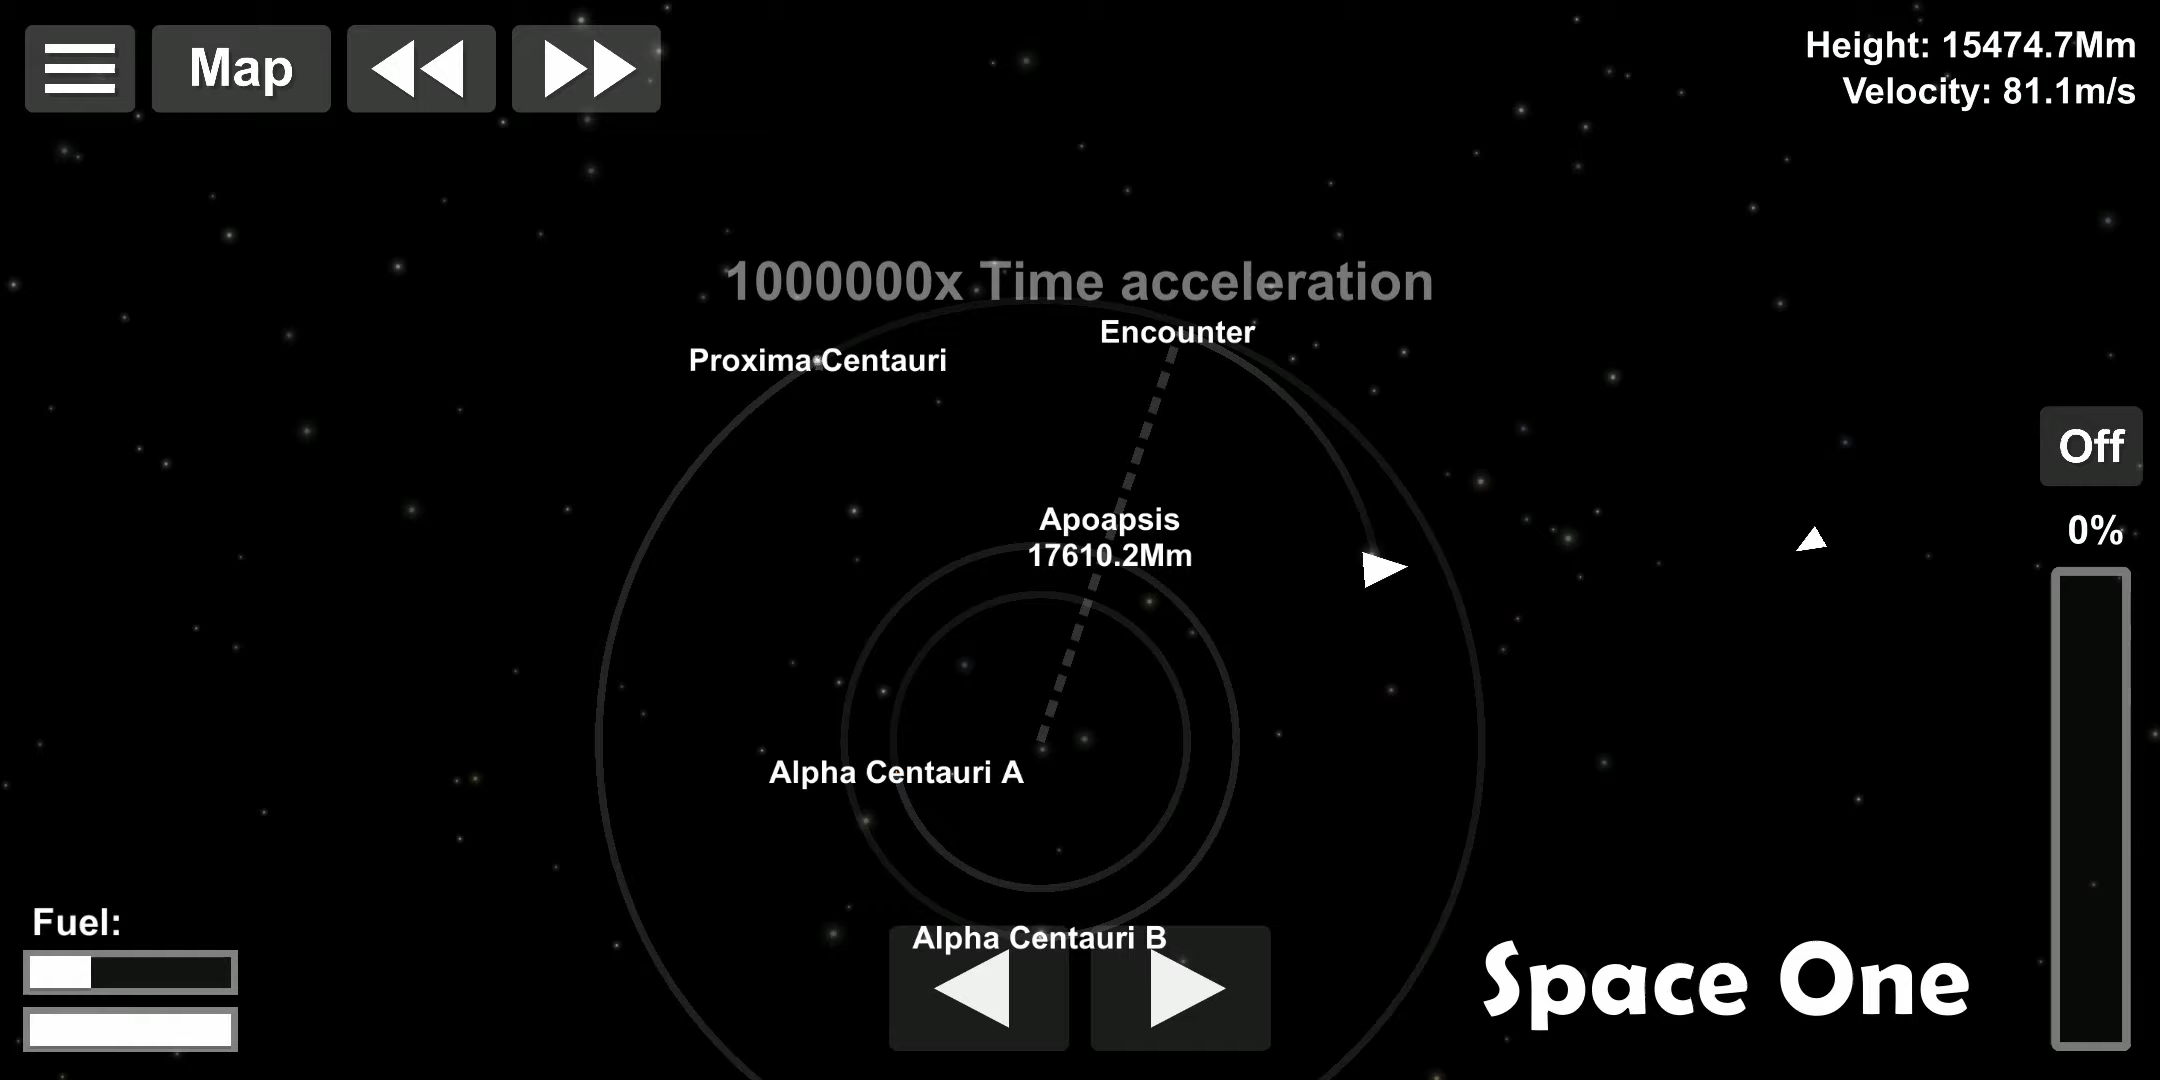 Map
Height: 15474.7Mm
Velocity: 81.1m/s
1000000x Time acceleration
Encounter
Proxima Centauri
Off
Apoapsis
17610.2Mm
0%
Alpha Centauri A
Fuel:
Alpha Centauri B
Space One